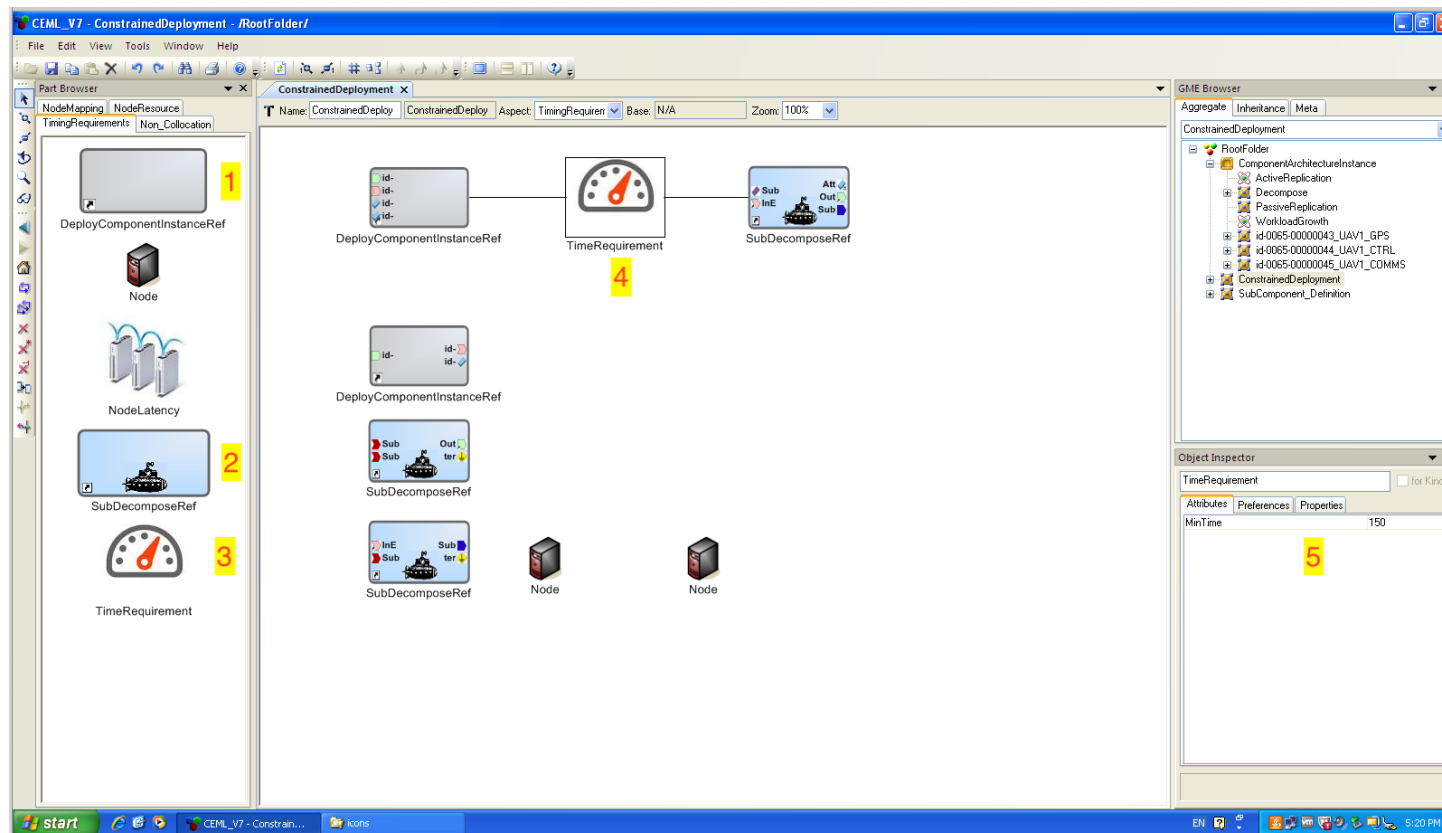 CEML_V7 - ConstrainedDeployment - /RootFolder/
File Edit View Tools Window Help
Part Browser
NodeMapping NodeResource
TimingRequirements Non_Collocation
1
DeployComponentInstanceRef
Node
NodeLatency
2
SubDecomposeRef
3
TimeRequirement
ConstrainedDeployment
Name: ConstrainedDeploy ConstrainedDeploy Aspect: TimingRequiren Base: N/A Zoom: 100%
id-
id-
id-
id-
DeployComponentInstanceRef
TimeRequirement
4
Sub Att
InE Out
Sub
SubDecomposeRef
id- id-
id-
DeployComponentInstanceRef
Sub Out
Sub ter
SubDecomposeRef
InE Sub
Sub ter
SubDecomposeRef
Node
Node
GME Browser
Aggregate Inheritance Meta
ConstrainedDeployment
RootFolder
ComponentArchitectureInstance
ActiveReplication
Decompose
PassiveReplication
WorkloadGrowth
id-0065-00000043_UAV1_GPS
id-0065-00000044_UAV1_CTRL
id-0065-00000045_UAV1_COMMS
ConstrainedDeployment
SubComponent_Definition
Object Inspector
TimeRequirement for Kind
Attributes Preferences Properties
MinTime 150
5
start CEML_V7 - Constrain... icons EN 5:20 PM